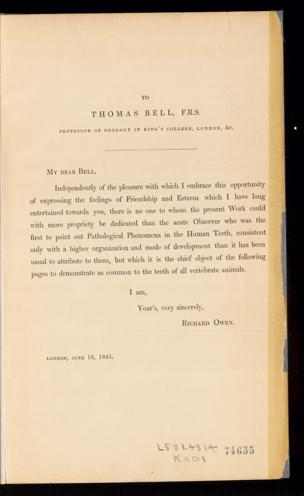 TO
THOMAS BELL, F.R.S.
PROFESSOR OF ZOOLOGY IN KING'S COLLEGE, LONDON, &c.
MY DEAR BELL,
Independently of the pleasure with which I embrace this opportunity
of expressing the feelings of Friendship and Esteem which I have long
entertained towards you, there is no one to whom the present Work could
with more propriety be dedicated than the acute Observer who was the
first to point out Pathological Phenomena in the Human Teeth, consistent
only with a higher organization and mode of development than it has been
usual to attribute to them, but which it is the chief object of the following
pages to demonstrate as common to the teeth of all vertebrate animals.
I am,
Your's, very sincerely,
RICHARD OWEN.
LONDON, JUNE 18, 1845.
L591.4314 74635
K001